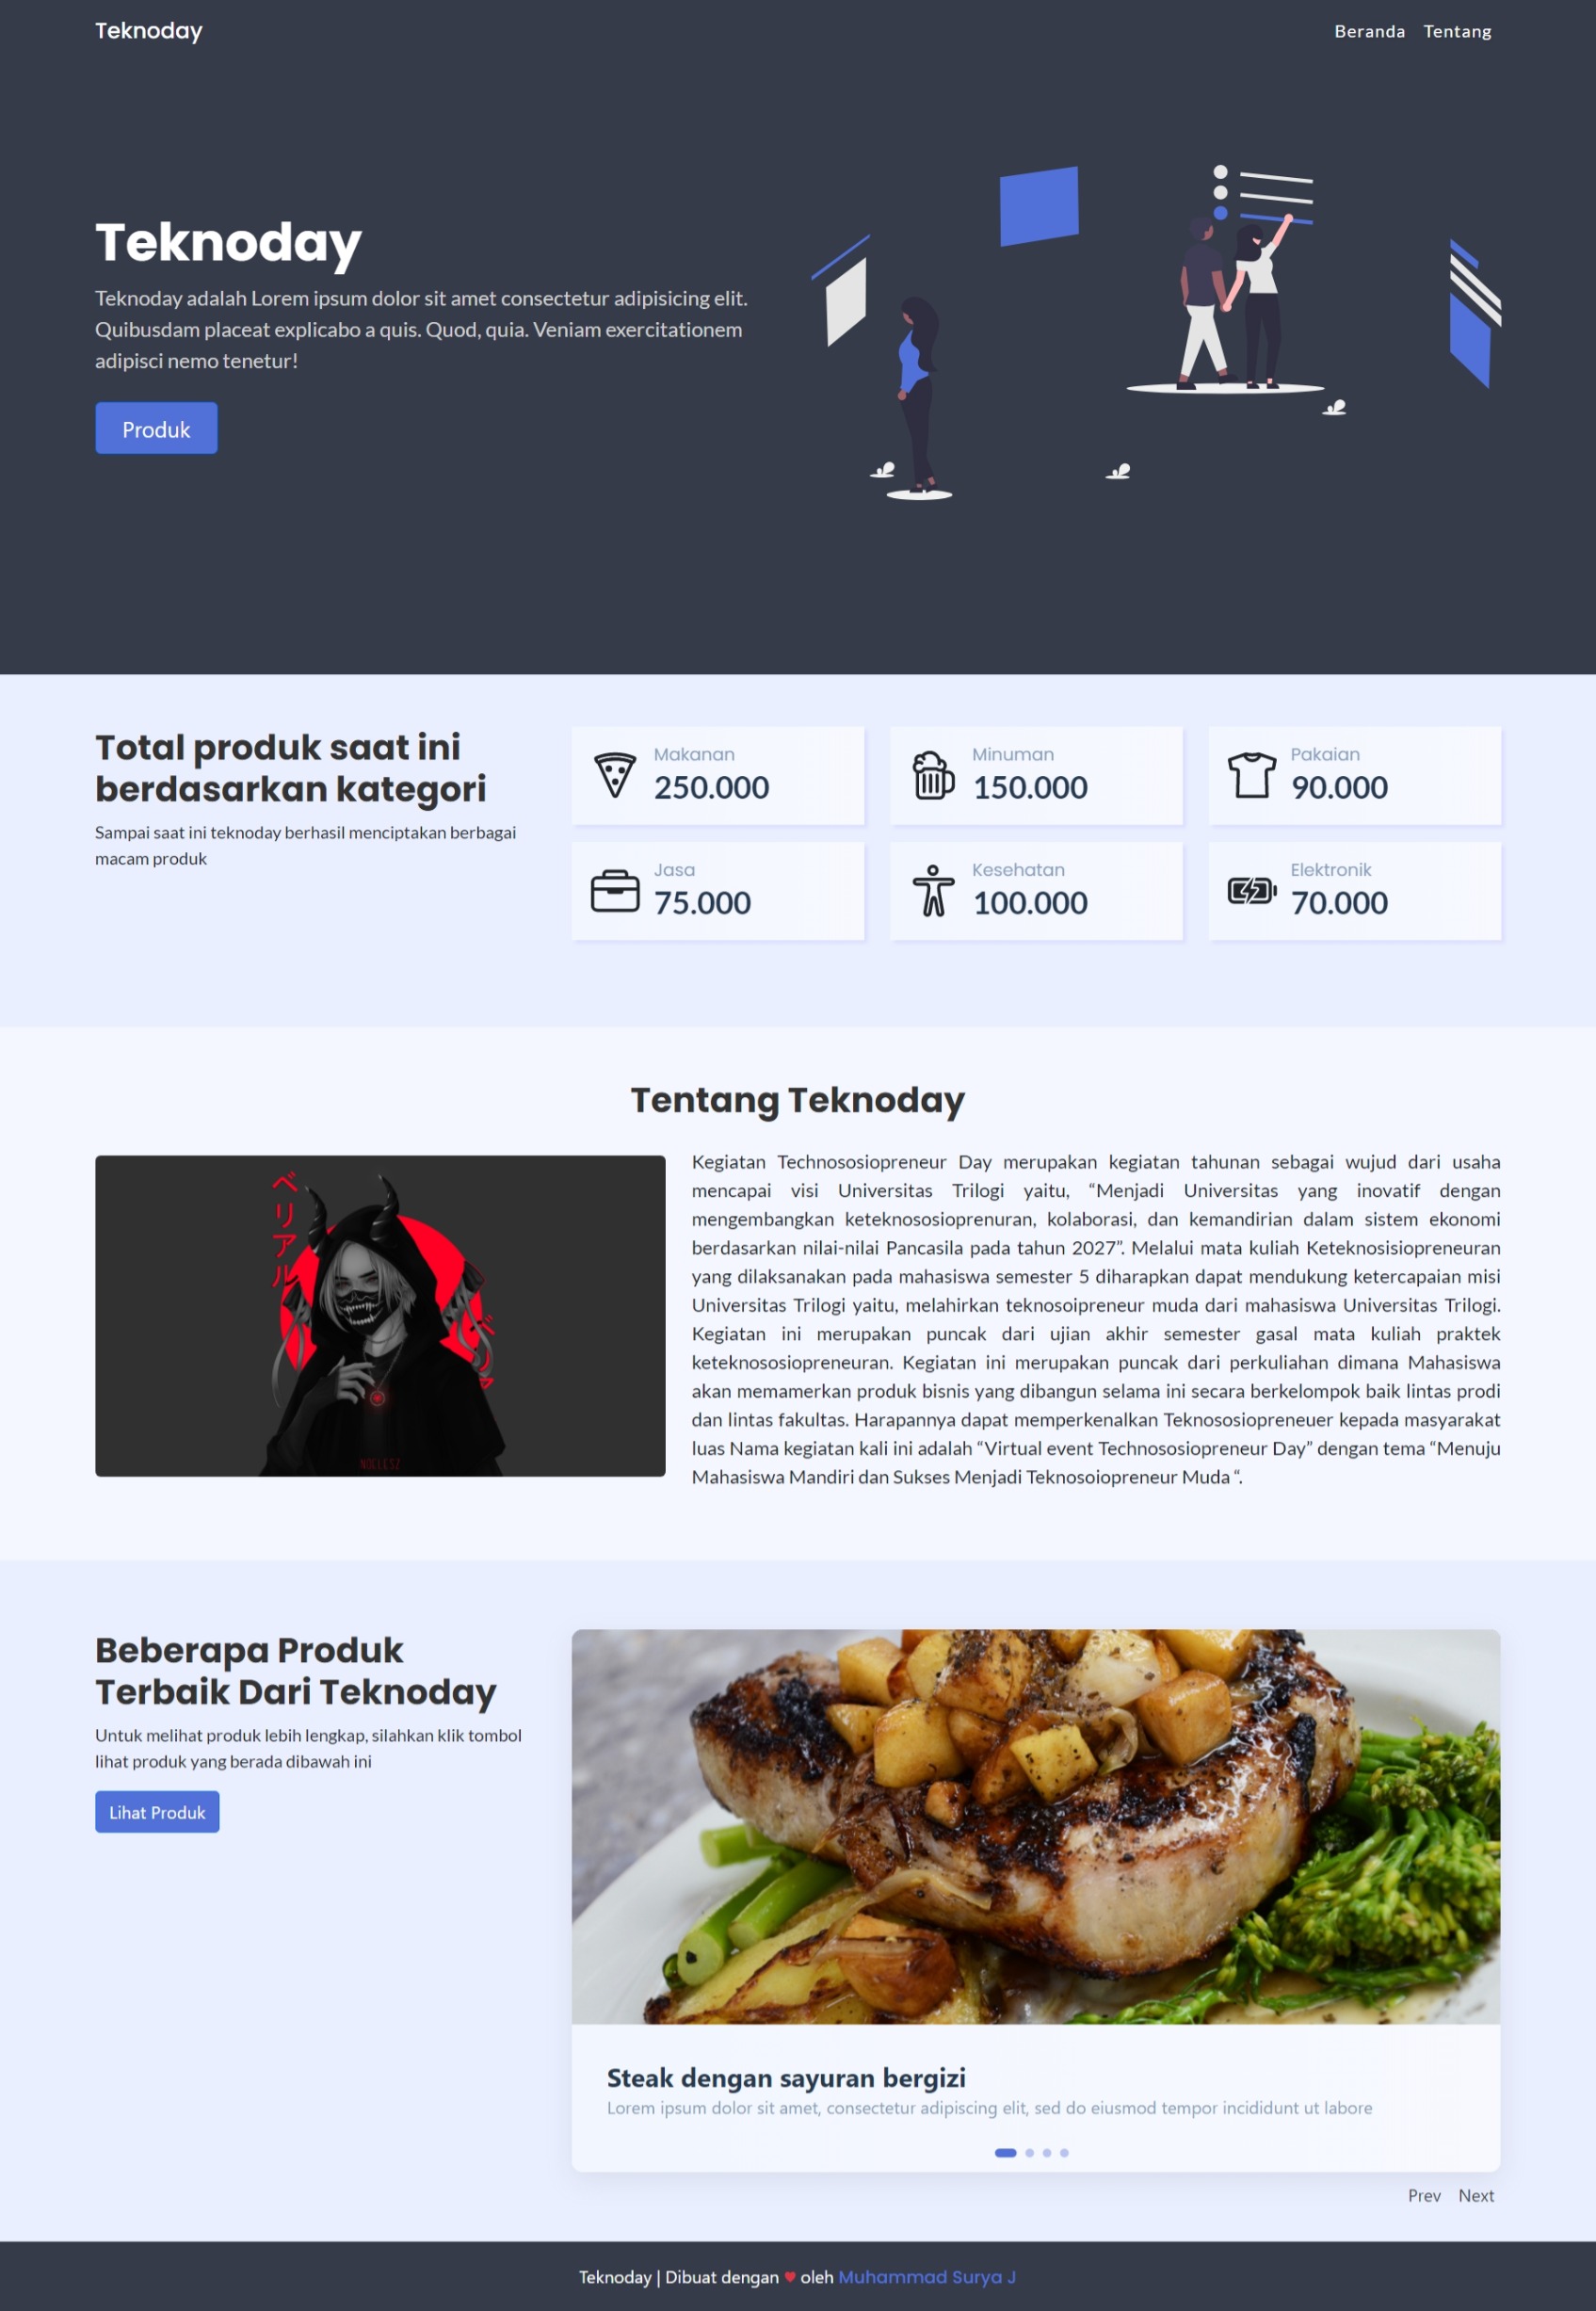 Teknoday
Beranda Tentang
Teknoday
Teknoday adalah Lorem ipsum dolor sit amet consectetur adipisicing elit.
Quibusdam placeat explicabo a quis. Quod, quia. Veniam exercitationem
adipisci nemo tenetur!
Produk
Total produk saat ini
berdasarkan kategori
Sampai saat ini teknoday berhasil menciptakan berbagai
macam produk
Makanan
250.000
Minuman
150.000
Pakaian
90.000
Jasa
75.000
Kesehatan
100.000
Elektronik
70.000
Tentang Teknoday
ベリアル
NOCLESZ
Kegiatan Technososiopreneur Day merupakan kegiatan tahunan sebagai wujud dari usaha
mencapai visi Universitas Trilogi yaitu, “Menjadi Universitas yang inovatif dengan
mengembangkan keteknososioprenuran, kolaborasi, dan kemandirian dalam sistem ekonomi
berdasarkan nilai-nilai Pancasila pada tahun 2027”. Melalui mata kuliah Keteknosisiopreneuran
yang dilaksanakan pada mahasiswa semester 5 diharapkan dapat mendukung ketercapaian misi
Universitas Trilogi yaitu, melahirkan teknosoipreneur muda dari mahasiswa Universitas Trilogi.
Kegiatan ini merupakan puncak dari ujian akhir semester gasal mata kuliah praktek
keteknososiopreneuran. Kegiatan ini merupakan puncak dari perkuliahan dimana Mahasiswa
akan memamerkan produk bisnis yang dibangun selama ini secara berkelompok baik lintas prodi
dan lintas fakultas. Harapannya dapat memperkenalkan Teknososiopreneuer kepada masyarakat
luas Nama kegiatan kali ini adalah “Virtual event Technososiopreneur Day” dengan tema “Menuju
Mahasiswa Mandiri dan Sukses Menjadi Teknosoiopreneur Muda “.
Beberapa Produk
Terbaik Dari Teknoday
Untuk melihat produk lebih lengkap, silahkan klik tombol
lihat produk yang berada dibawah ini
Lihat Produk
Steak dengan sayuran bergizi
Lorem ipsum dolor sit amet, consectetur adipiscing elit, sed do eiusmod tempor incididunt ut labore
Prev Next
Teknoday | Dibuat dengan ♥ oleh Muhammad Surya J